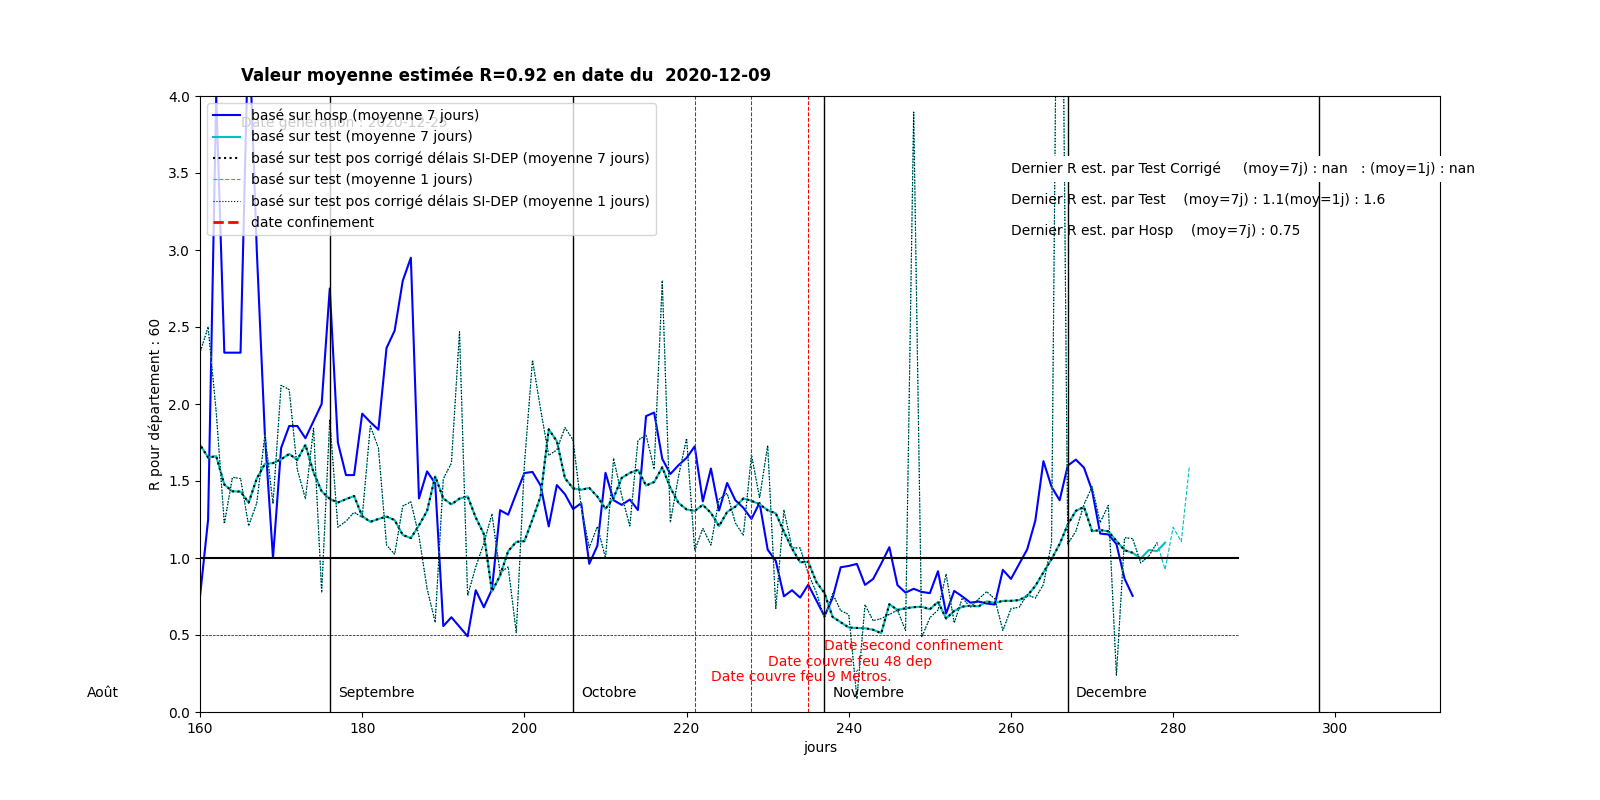 Valeur moyenne estimée R=0.92 en date du  2020-12-09
basé sur hosp (moyenne 7 jours)
Date génération : 2020-12-25
basé sur test (moyenne 7 jours)
basé sur test pos corrigé délais SI-DEP (moyenne 7 jours)
basé sur test (moyenne 1 jours)
basé sur test pos corrigé délais SI-DEP (moyenne 1 jours)
date confinement
Dernier R est. par Test Corrigé     (moy=7j) : nan   : (moy=1j) : nan
Dernier R est. par Test    (moy=7j) : 1.1(moy=1j) : 1.6
Dernier R est. par Hosp    (moy=7j) : 0.75
4.0
3.5
3.0
2.5
2.0
1.5
1.0
0.5
0.0
R pour département : 60
Date second confinement
Date couvre feu 48 dep
Date couvre feu 9 Métros.
Août
Septembre
Octobre
Novembre
Decembre
160 180 200 220 240 260 280 300
jours